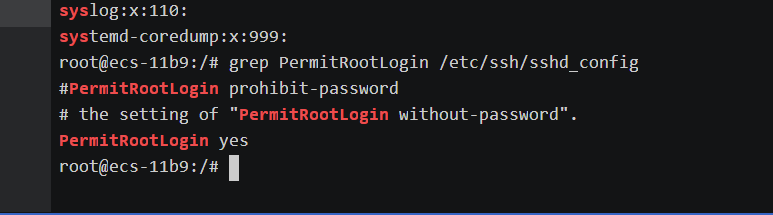 syslog:x:110:
systemd-coredump:x:999:
root@ecs-11b9:/# grep PermitRootLogin /etc/ssh/sshd_config
#PermitRootLogin prohibit-password
# the setting of "PermitRootLogin without-password".
PermitRootLogin yes
root@ecs-11b9:/#